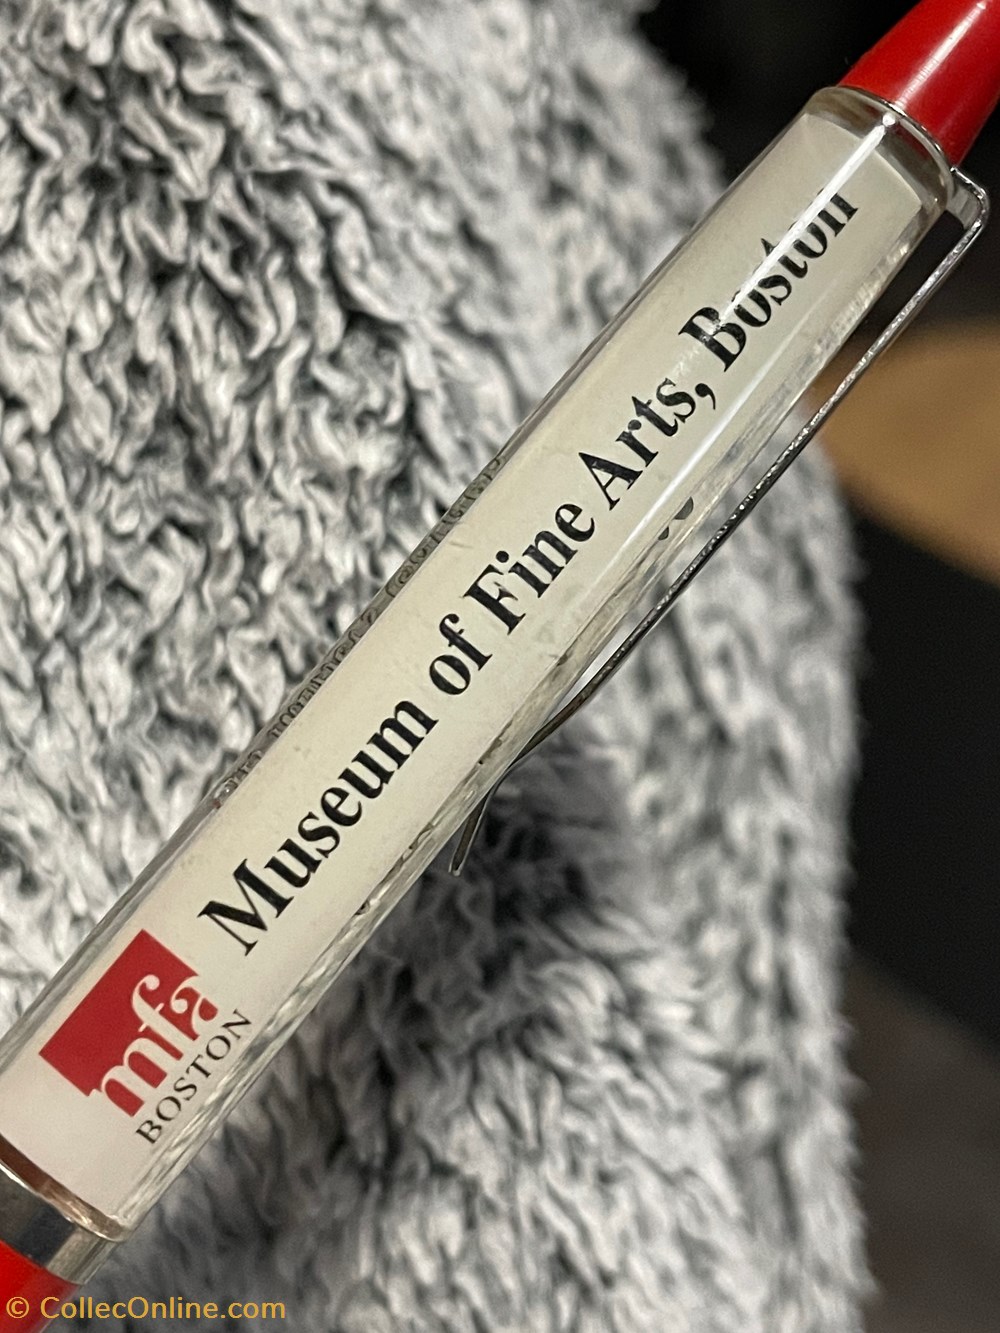 Museum of Fine Arts, Boston
mfa
BOSTON
© CollecOnline.com